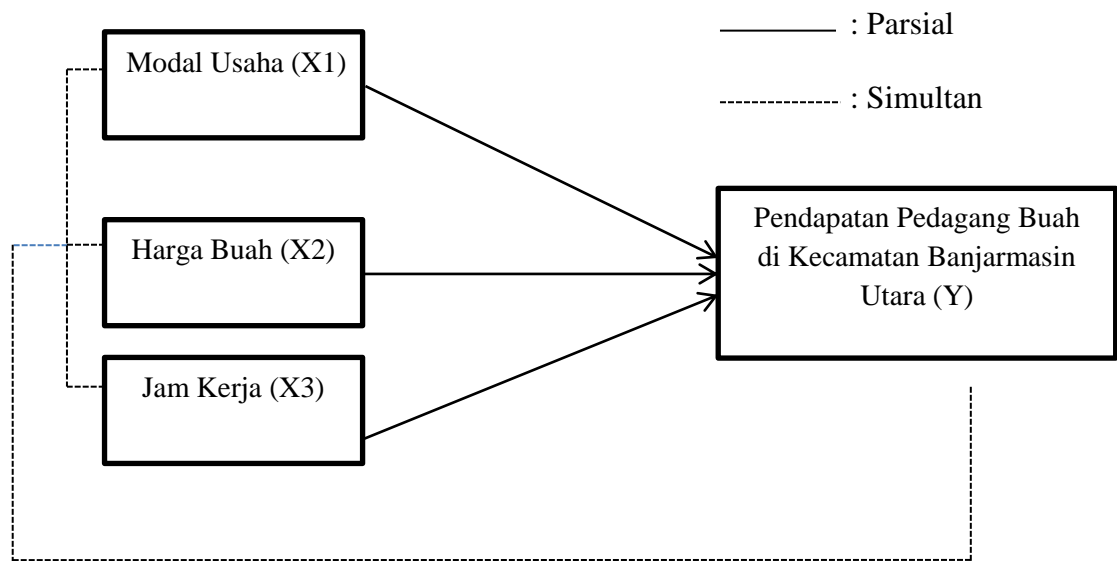 : Parsial
: Simultan
Modal Usaha (X1)
Harga Buah (X2)
Jam Kerja (X3)
Pendapatan Pedagang Buah
di Kecamatan Banjarmasin
Utara (Y)